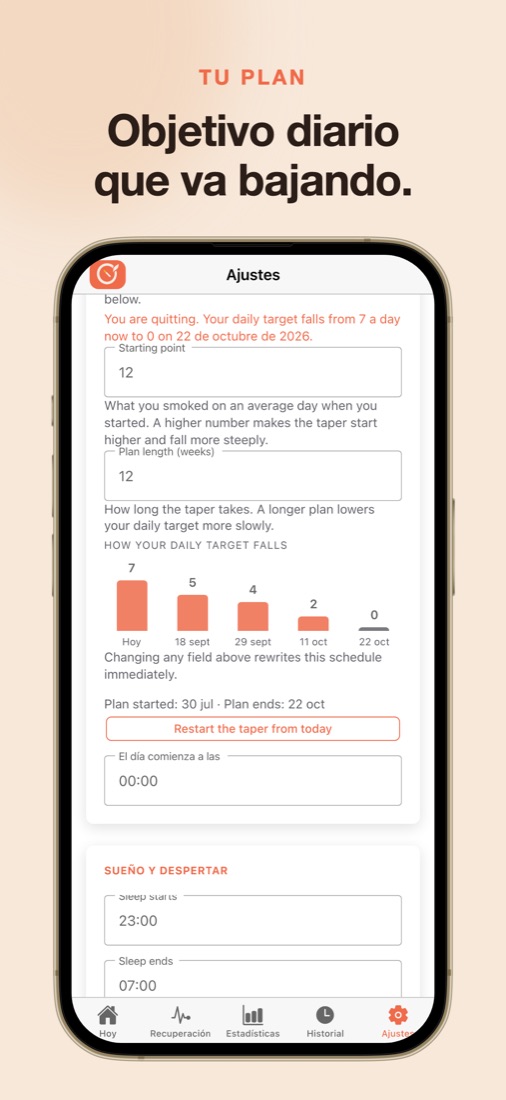 TU PLAN
Objetivo diario
que va bajando.
Ajustes
below.
You are quitting. Your daily target falls from 7 a day
now to 0 on 22 de octubre de 2026.
Starting point
12
What you smoked on an average day when you
started. A higher number makes the taper start
higher and fall more steeply.
Plan length (weeks)
12
How long the taper takes. A longer plan lowers
your daily target more slowly.
HOW YOUR DAILY TARGET FALLS
7 5 4 2 0
Hoy 18 sept 29 sept 11 oct 22 oct
Changing any field above rewrites this schedule
immediately.
Plan started: 30 jul · Plan ends: 22 oct
Restart the taper from today
El día comienza a las
00:00
SUEÑO Y DESPERTAR
Sleep starts
23:00
Sleep ends
07:00
Hoy Recuperación Estadísticas Historial Ajustes